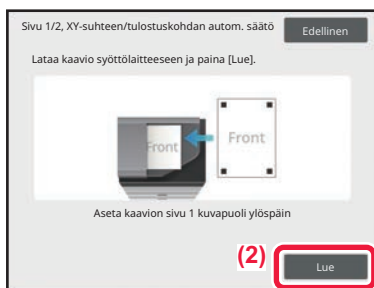 Sivu 1/2, XY-suhteen/tulostuskohdan autom. säätö
Edellinen
Lataa kaavio syöttölaitteeseen ja paina [Lue].
Front
Front
Aseta kaavion sivu 1 kuvapuoli ylöspäin
(2)
Lue